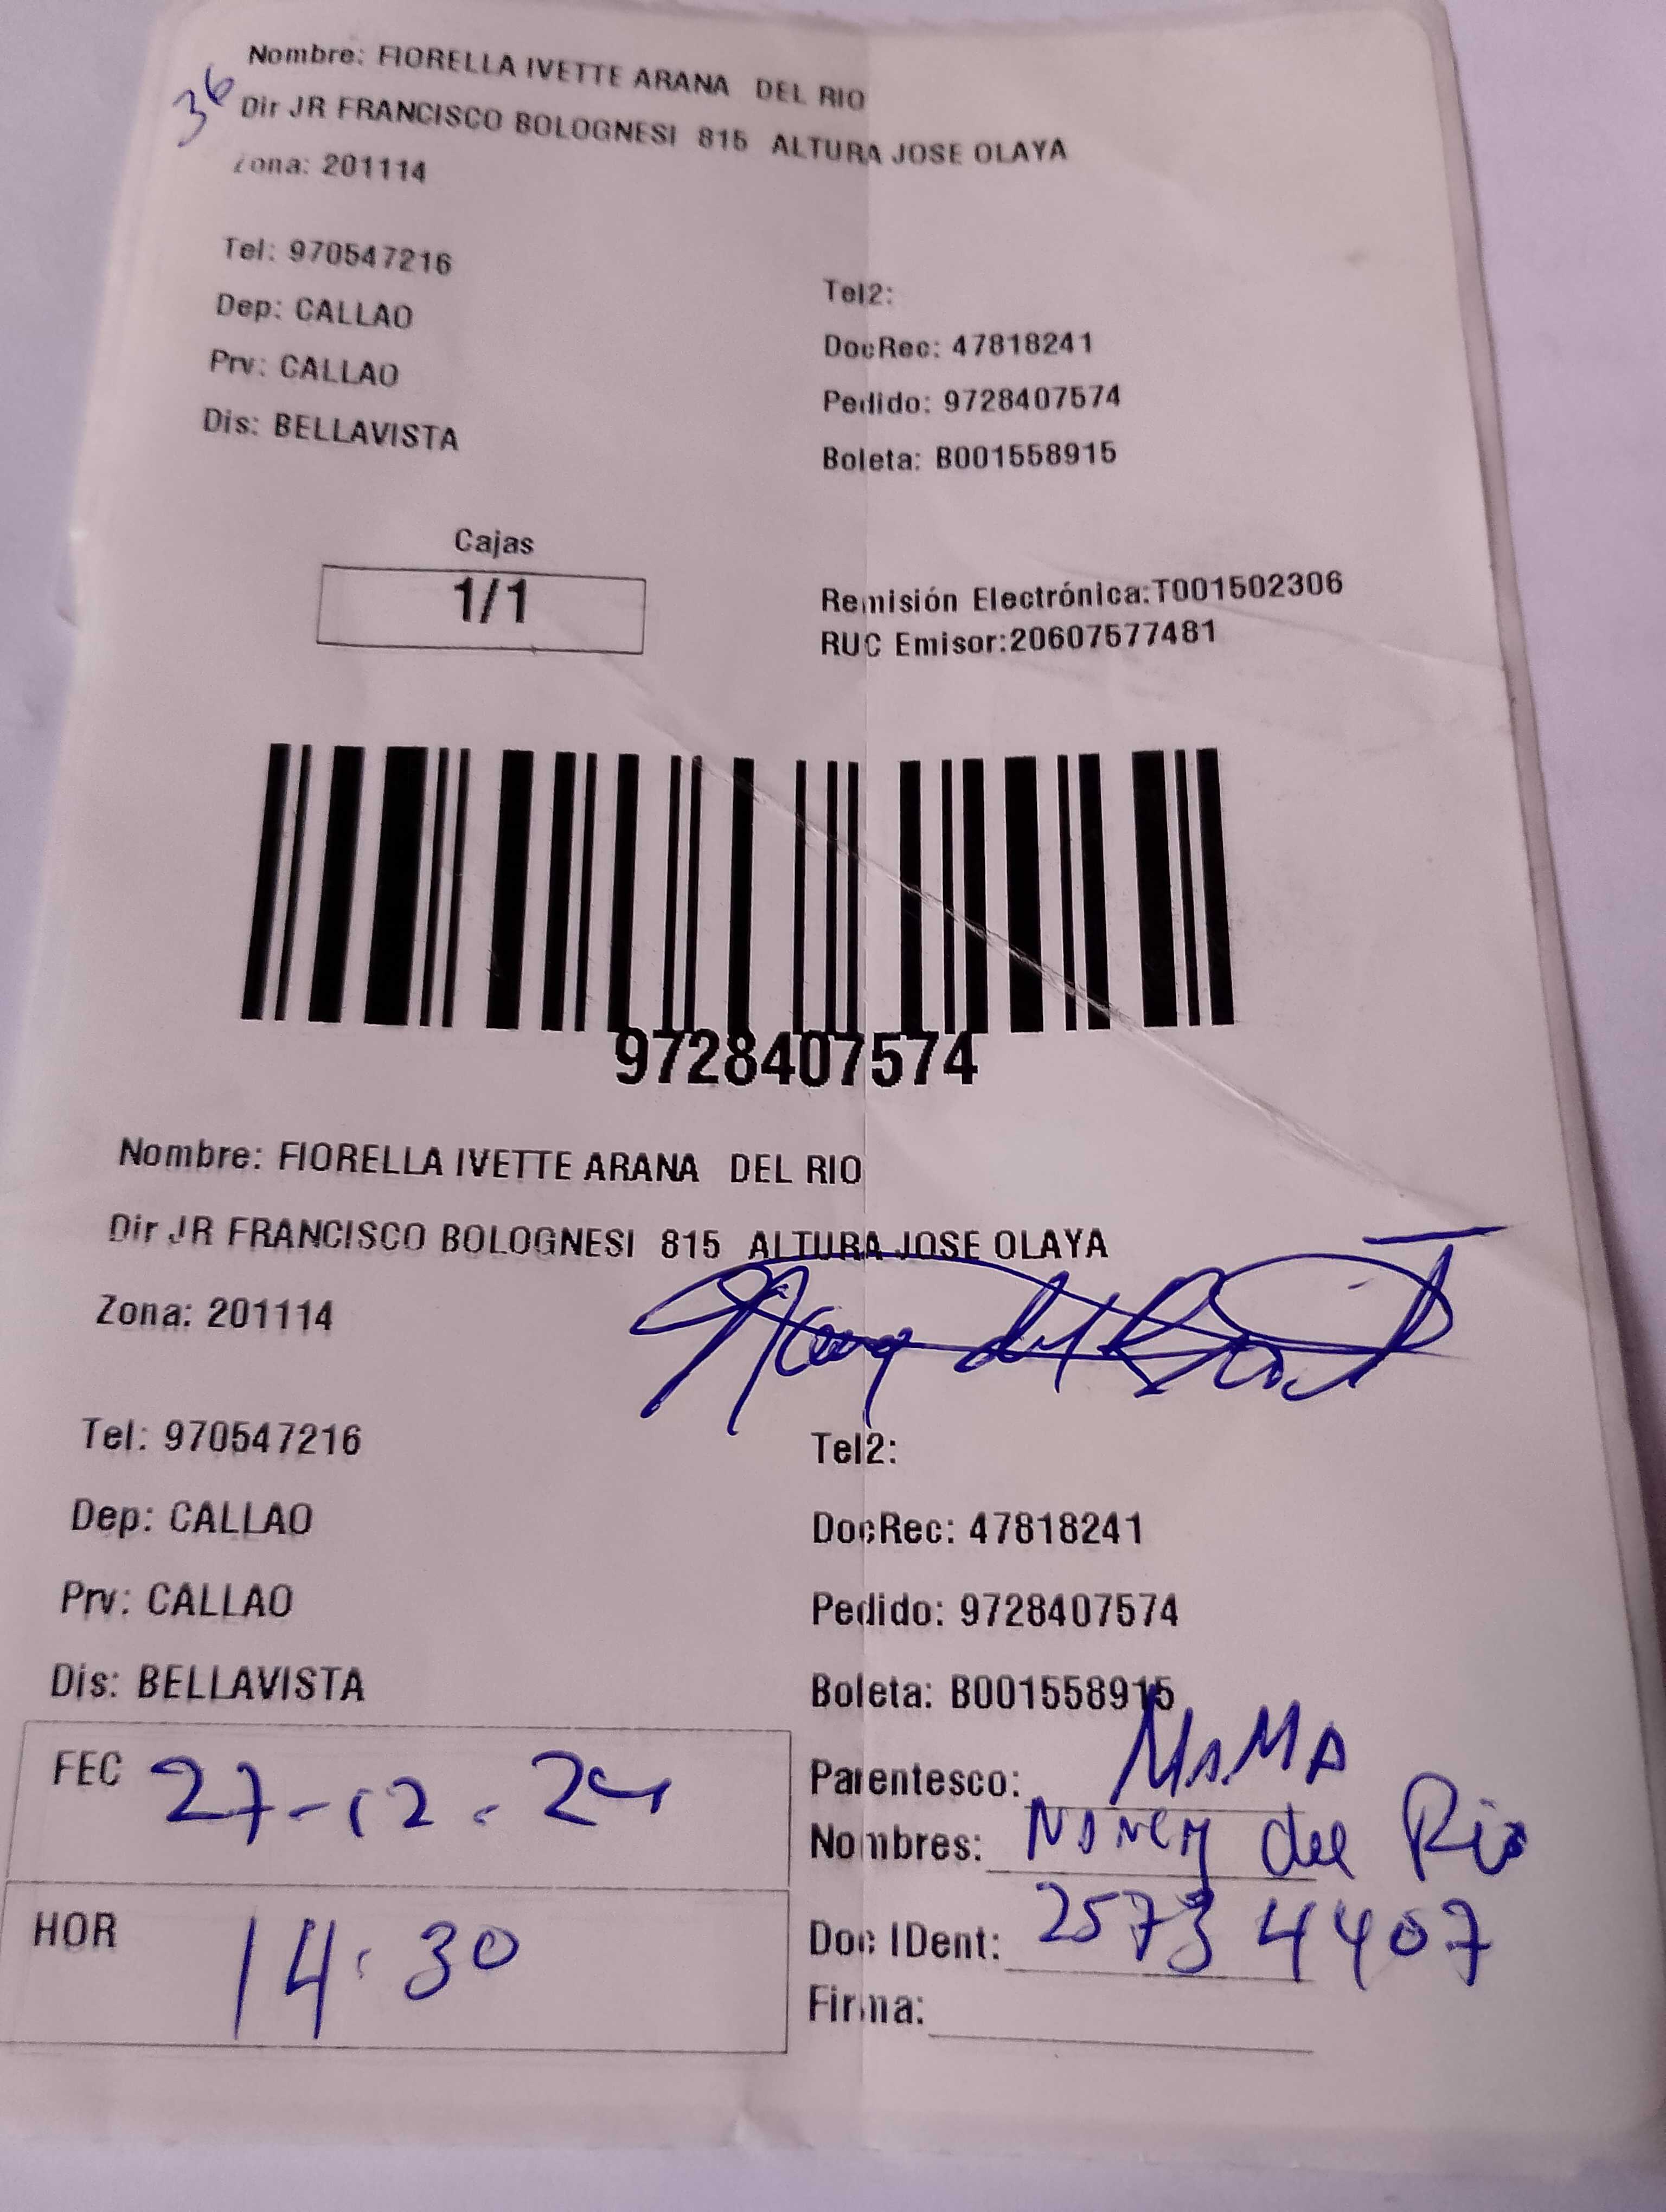 Nombre: FIORELLA IVETTE ARANA DEL RIO
36
Dir JR FRANCISCO BOLOGNESI 815 ALTURA JOSE OLAYA
Zona: 201114
Tel: 970547216
Tel2:
Dep: CALLAO
DocRec: 47818241
Prv: CALLAO
Pedido: 9728407574
Dis: BELLAVISTA
Boleta: B001558915
Cajas
1/1
Remisión Electrónica:T001502306
RUC Emisor:20607577481
9728407574
Nombre: FIORELLA IVETTE ARANA DEL RIO
Dir JR FRANCISCO BOLOGNESI 815 ALTURA JOSE OLAYA
Zona: 201114
Tel: 970547216
Tel2:
Dep: CALLAO
DocRec: 47818241
Prv: CALLAO
Pedido: 9728407574
Dis: BELLAVISTA
Boleta: B001558915
FEC 27-12-24
Parentesco: MAMA
Nombres: NANCY del Rio
HOR 14:30
Doc IDent: 25734407
Firma: